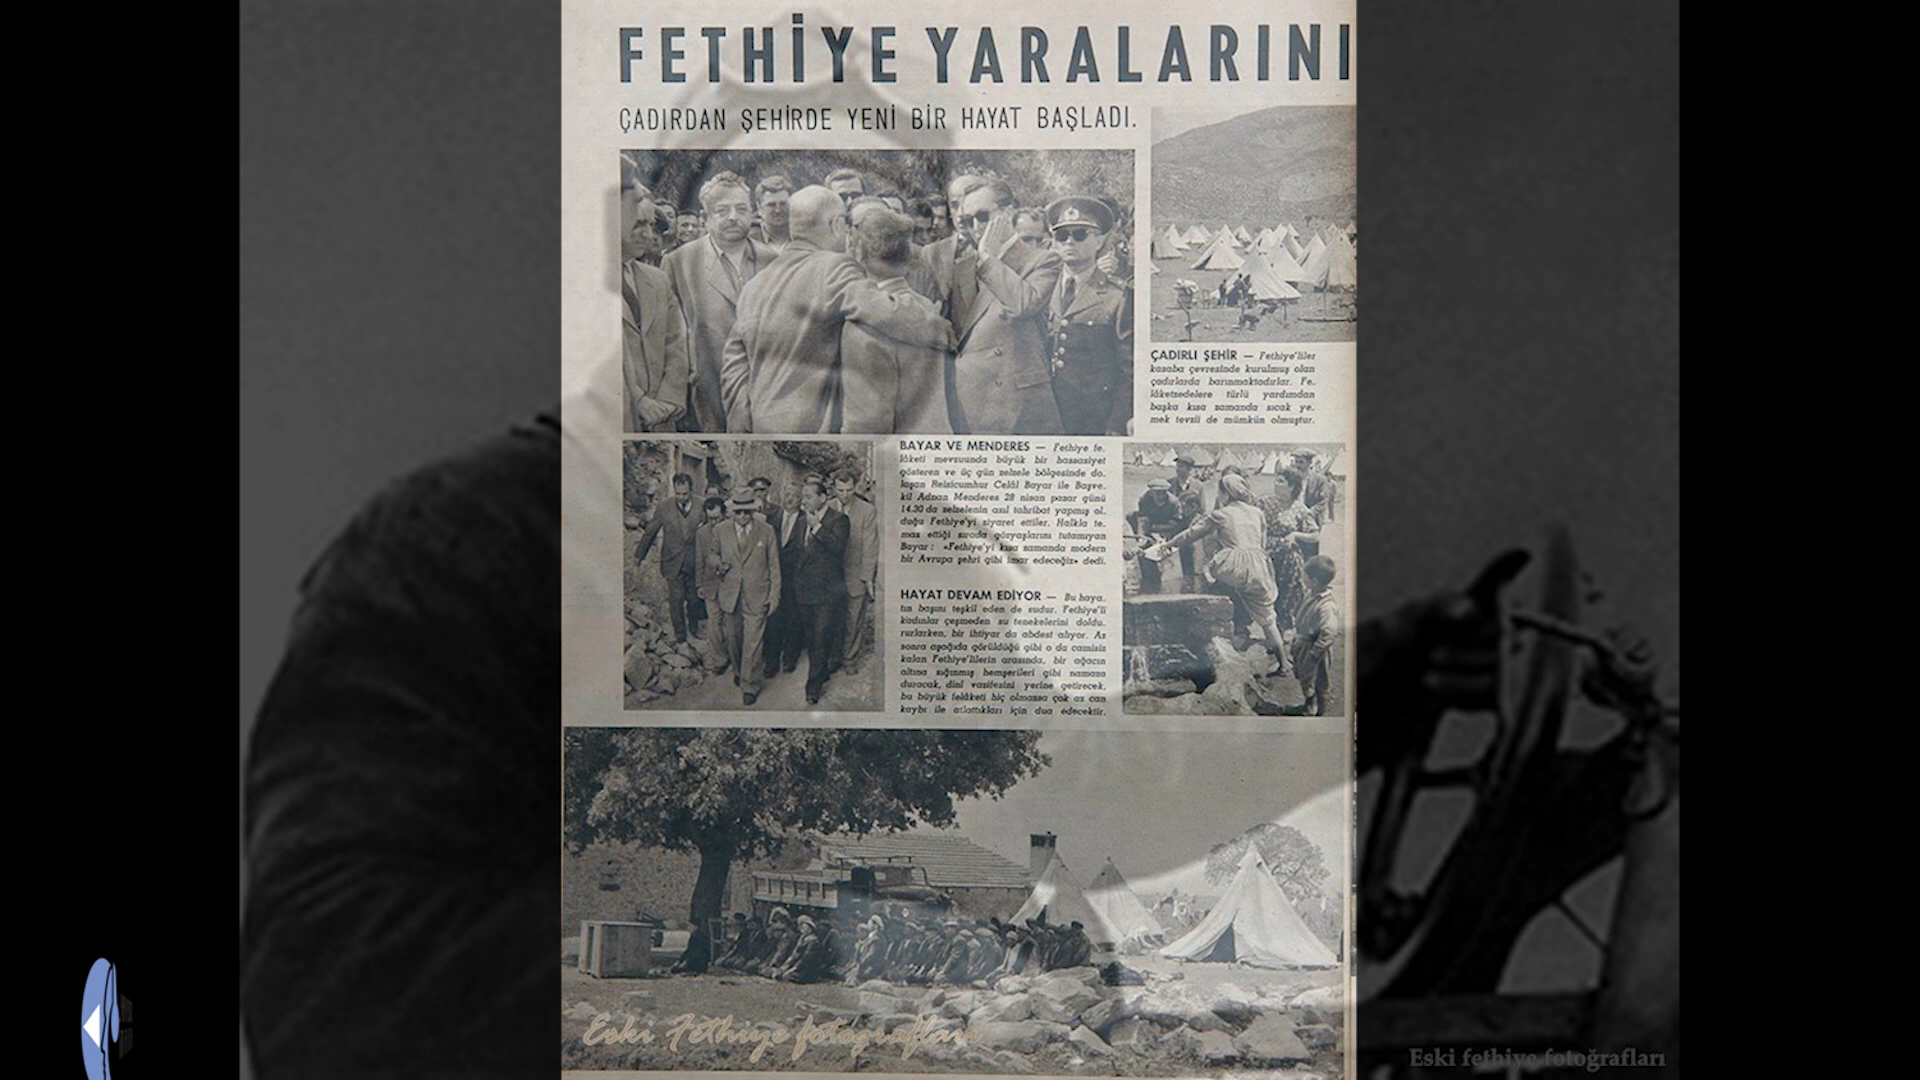 FETHİYE YARALARINI
ÇADIRDAN ŞEHİRDE YENİ BİR HAYAT BAŞLADI.
ÇADIRLI ŞEHİR — Fethiye'liler
kasaba çevresinde kurulmuş olan
çadırlarda barınmaktadırlar. Fe.
lâketzedelere türlü yardımdan
başka kısa zamanda sıcak ye.
mek tevzii de mümkün olmuştur.
BAYAR VE MENDERES — Fethiye fe.
lâketi mevzuunda büyük bir hassasiyet
gösteren ve üç gün zelzele bölgesinde do.
laşan Reisicumhur Celâl Bayar ile Başve.
kil Adnan Menderes 28 nisan pazar günü
14.30 da zelzelenin asıl tahribat yapmış ol.
duğu Fethiye'yi ziyaret ettiler. Halkla te.
mas ettiği sırada gözyaşlarını tutamıyan
Bayar: «Fethiye'yi kısa zamanda modern
bir Avrupa şehri gibi imar edeceğiz» dedi.
HAYAT DEVAM EDİYOR — Bu haya.
tın başını teşkil eden de sudur. Fethiye'li
kadınlar çeşmeden su tenekelerini doldu.
rurlarken, bir ihtiyar da abdest alıyor. Az
sonra aşağıda görüldüğü gibi o da camisiz
kalan Fethiye'lilerin arasında, bir ağacın
altına sığınmış hemşerileri gibi namaza
duracak, dinî vazifesini yerine getirecek,
bu büyük felâketi hiç olmazsa çok az can
kaybı ile atlattıkları için dua edecektir.
Eski Fethiye fotoğrafları
Eski fethiye fotoğrafları